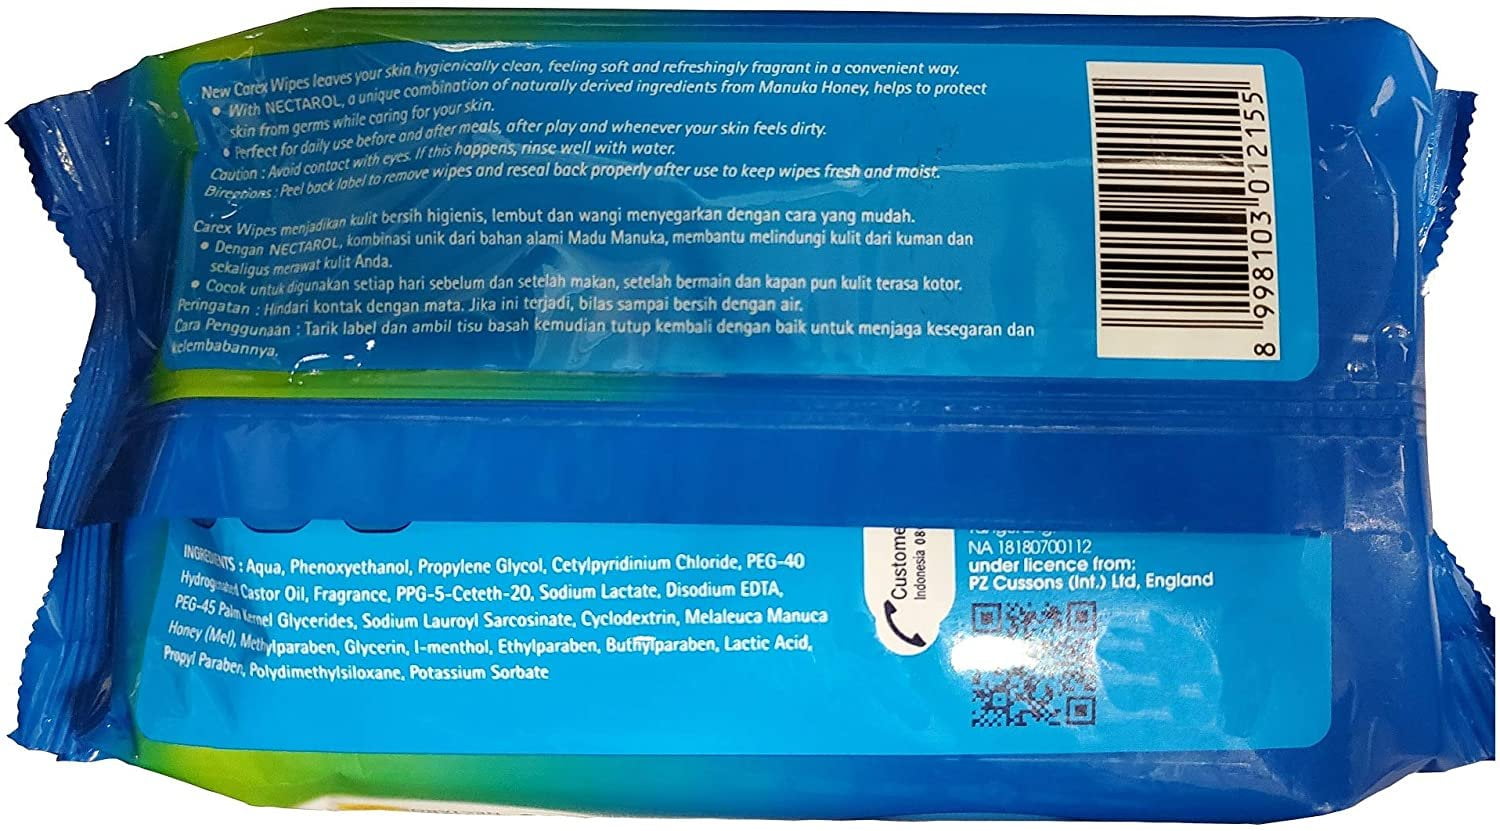 New Carex Wipes leaves your skin hygienically clean, feeling soft and refreshingly fragrant in a convenient way.
• With NECTAROL, a unique combination of naturally derived ingredients from Manuka Honey, helps to protect
skin from germs while caring for your skin.
• Perfect for daily use before and after meals, after play and whenever your skin feels dirty.
Caution : Avoid contact with eyes. If this happens, rinse well with water.
Directions : Peel back label to remove wipes and reseal back properly after use to keep wipes fresh and moist.
Carex Wipes menjadikan kulit bersih higienis, lembut dan wangi menyegarkan dengan cara yang mudah.
• Dengan NECTAROL, kombinasi unik dari bahan alami Madu Manuka, membantu melindungi kulit dari kuman dan
sekaligus merawat kulit Anda.
• Cocok untuk digunakan setiap hari sebelum dan setelah makan, setelah bermain dan kapan pun kulit terasa kotor.
Peringatan : Hindari kontak dengan mata. Jika ini terjadi, bilas sampai bersih dengan air.
Cara Penggunaan : Tarik label dan ambil tisu basah kemudian tutup kembali dengan baik untuk menjaga kesegaran dan
kelembabannya.
8 998103 012155
INGREDIENTS : Aqua, Phenoxyethanol, Propylene Glycol, Cetylpyridinium Chloride, PEG-40
Hydrogenated Castor Oil, Fragrance, PPG-5-Ceteth-20, Sodium Lactate, Disodium EDTA,
PEG-45 Palm Kernel Glycerides, Sodium Lauroyl Sarcosinate, Cyclodextrin, Melaleuca Manuca
Honey (Mel), Methylparaben, Glycerin, l-menthol, Ethylparaben, Buthylparaben, Lactic Acid,
Propyl Paraben, Polydimethylsiloxane, Potassium Sorbate
Custome
Indonesia 08
NA 18180700112
under licence from:
PZ Cussons (Int.) Ltd, England